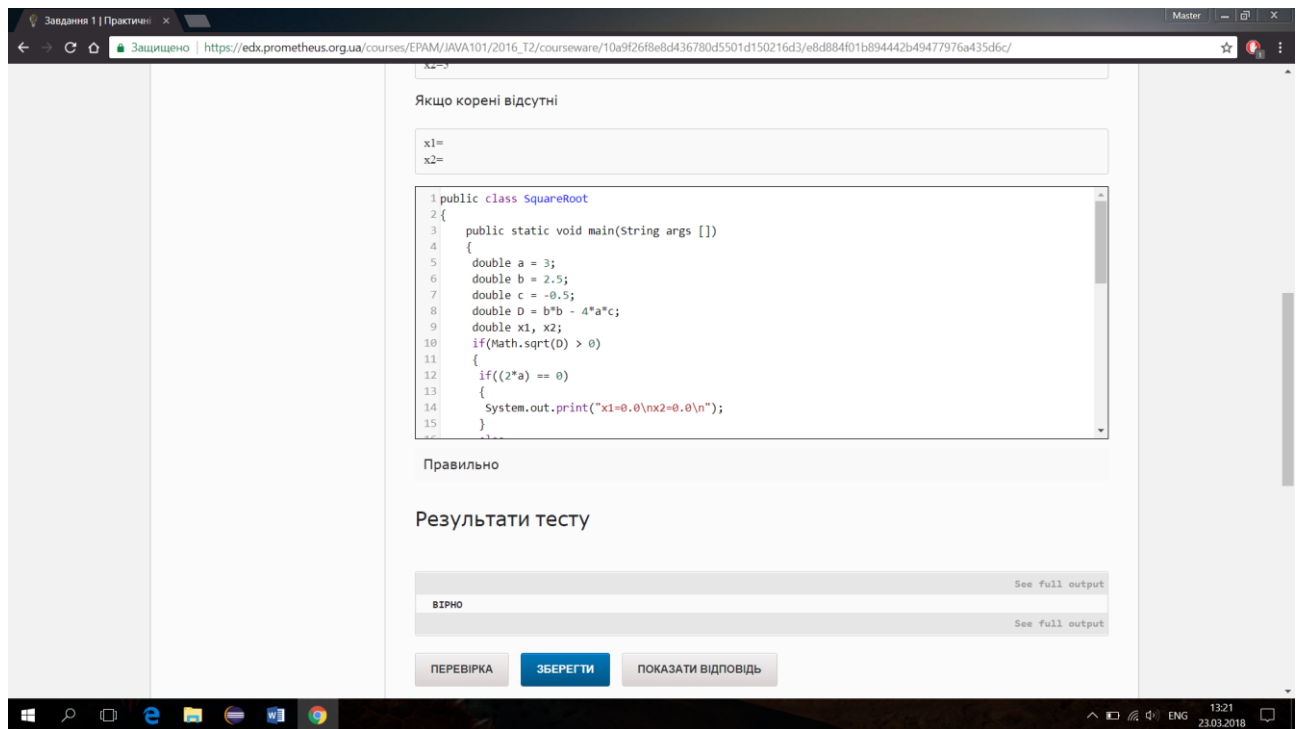 Завдання 1 | Практичні
Master
Защищено | https://edx.prometheus.org.ua/courses/EPAM/JAVA101/2016_T2/courseware/10a9f26f8e8d436780d5501d150216d3/e8d884f01b894442b49477976a435d6c/
Якщо корені відсутні
x1=
x2=
1 public class SquareRoot
2 {
3 public static void main(String args [])
4 {
5 double a = 3;
6 double b = 2.5;
7 double c = -0.5;
8 double D = b*b - 4*a*c;
9 double x1, x2;
10 if(Math.sqrt(D) > 0)
11 {
12 if((2*a) == 0)
13 {
14 System.out.print("x1=0.0\nx2=0.0\n");
15 }
Правильно
Результати тесту
See full output
ВІРНО
See full output
ПЕРЕВІРКА ЗБЕРЕГТИ ПОКАЗАТИ ВІДПОВІДЬ
13:21
ENG
23.03.2018